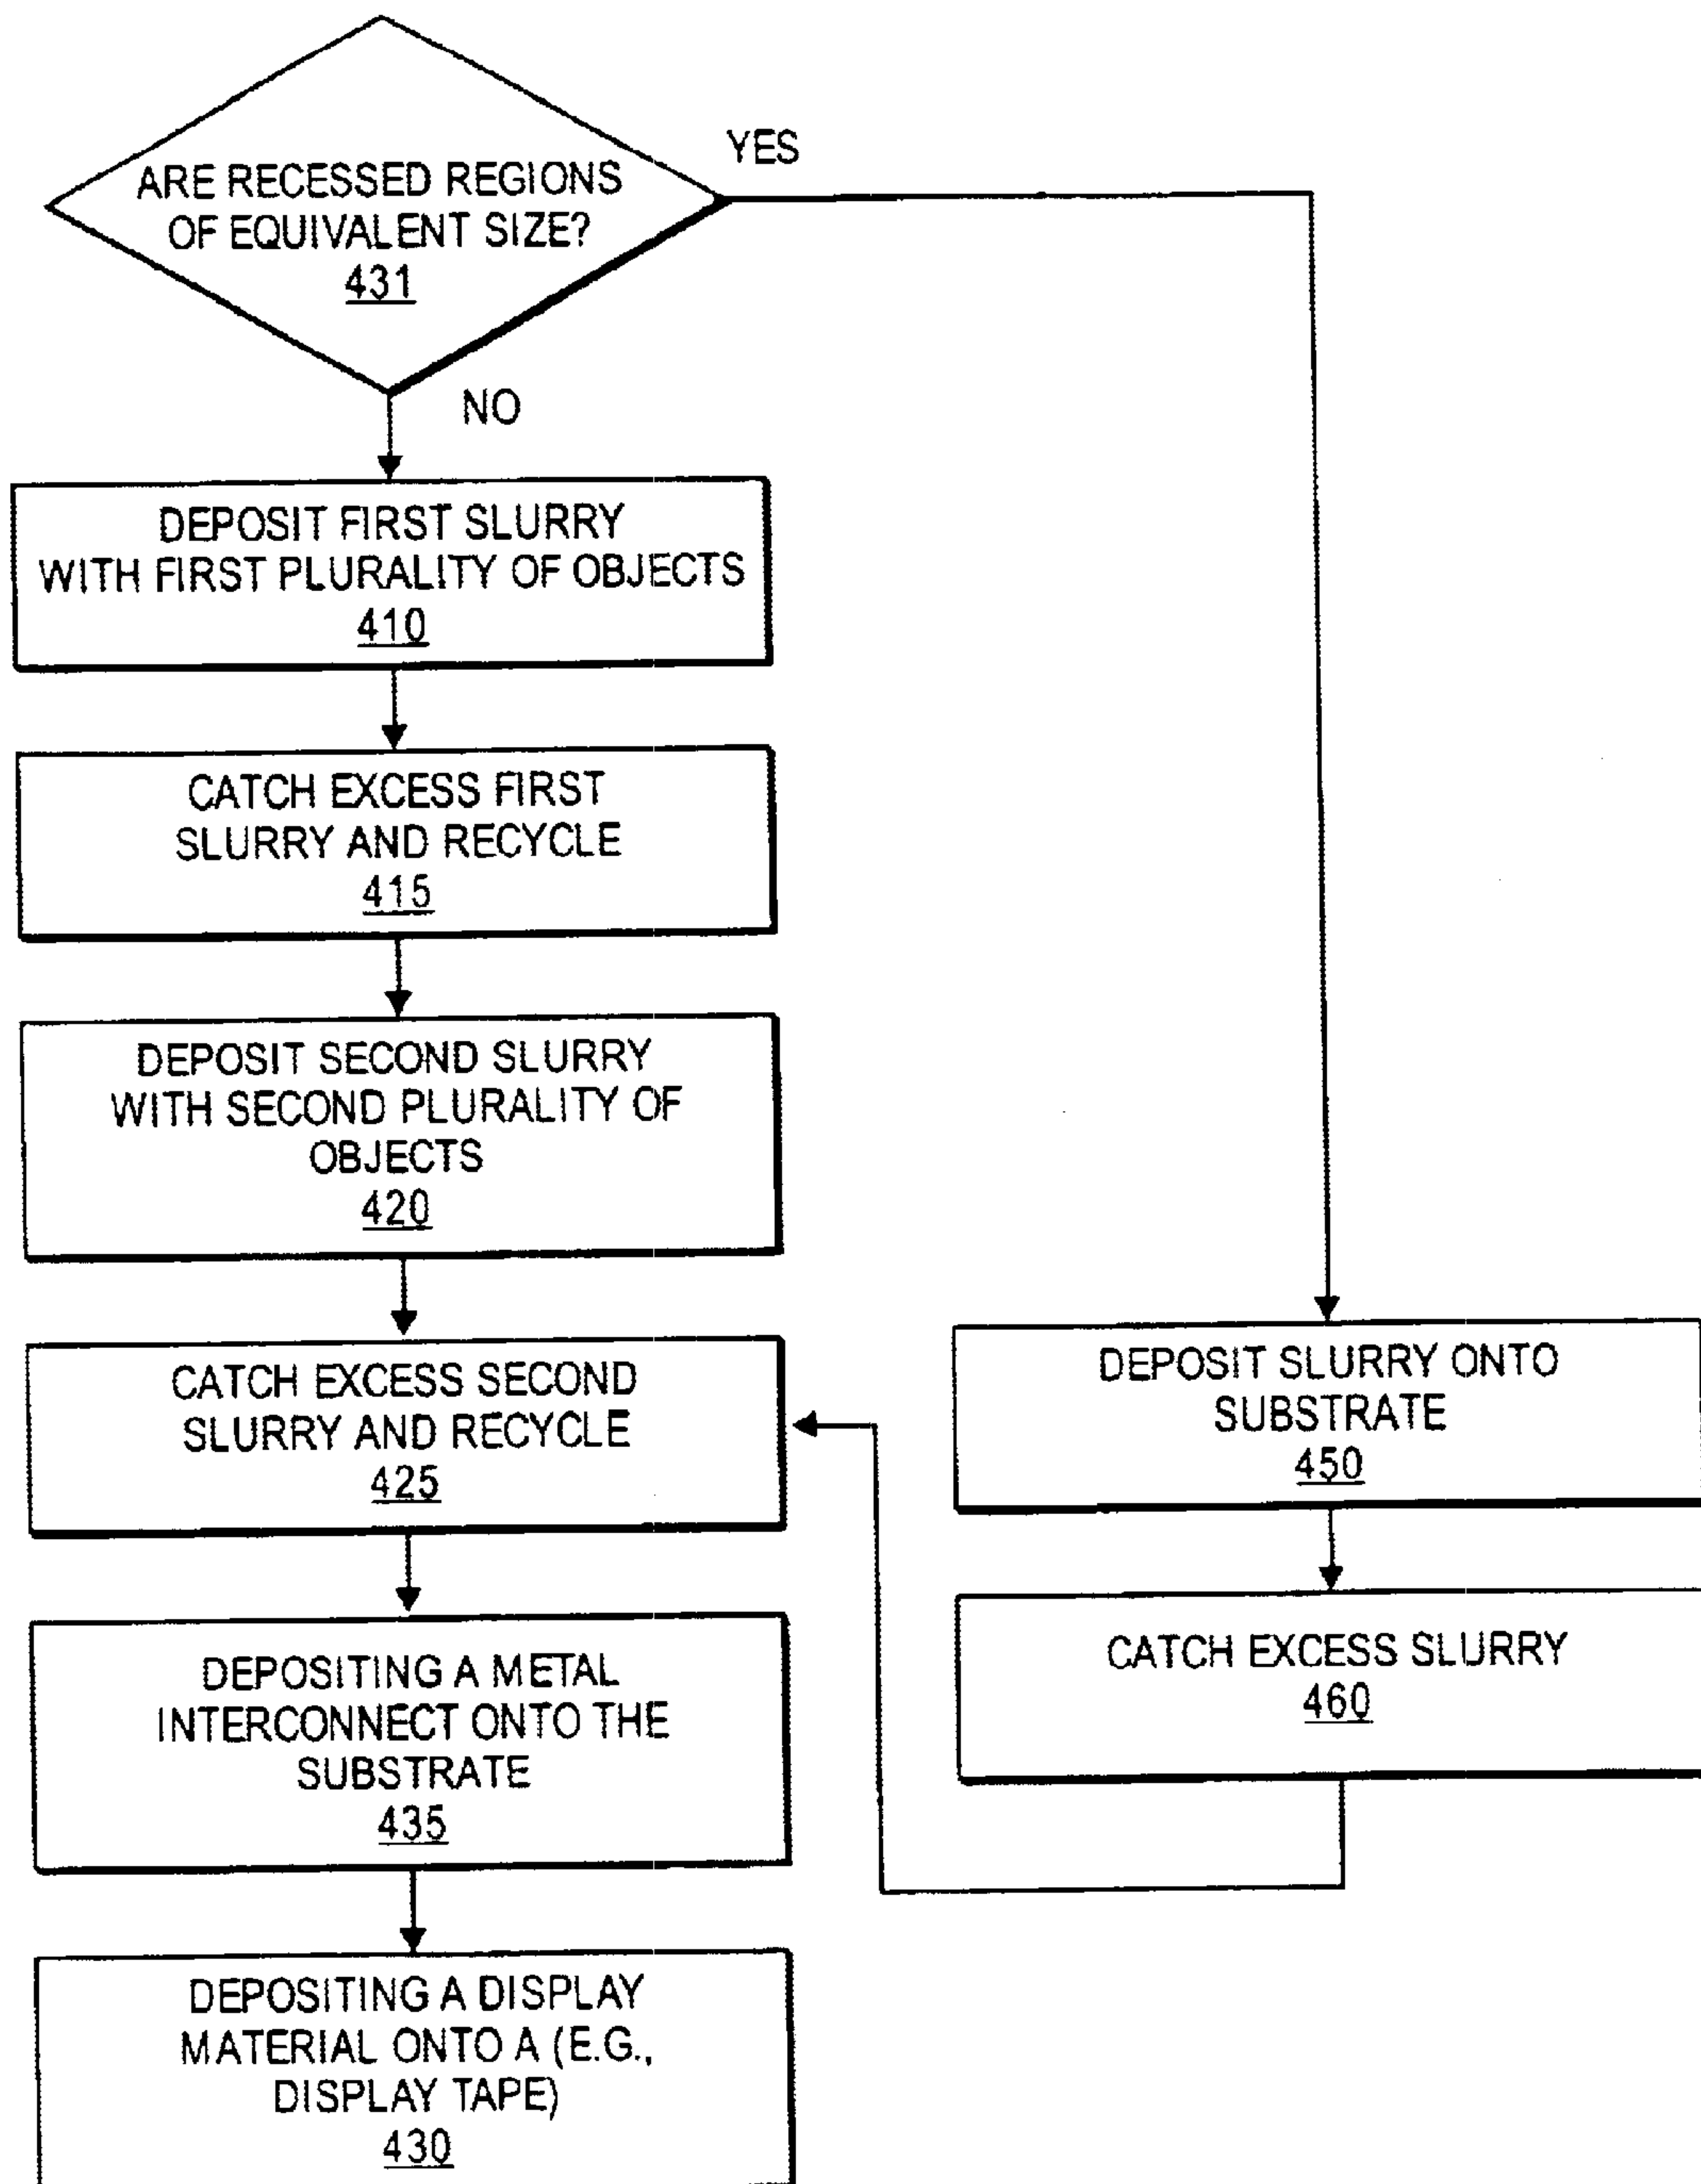 ARE RECESSED REGIONS
OF EQUIVALENT SIZE?
431
YES
NO
DEPOSIT FIRST SLURRY
WITH FIRST PLURALITY OF OBJECTS
410
CATCH EXCESS FIRST
SLURRY AND RECYCLE
415
DEPOSIT SECOND SLURRY
WITH SECOND PLURALITY OF
OBJECTS
420
CATCH EXCESS SECOND
SLURRY AND RECYCLE
425
DEPOSITING A METAL
INTERCONNECT ONTO THE
SUBSTRATE
435
DEPOSITING A DISPLAY
MATERIAL ONTO A (E.G.,
DISPLAY TAPE)
430
DEPOSIT SLURRY ONTO
SUBSTRATE
450
CATCH EXCESS SLURRY
460